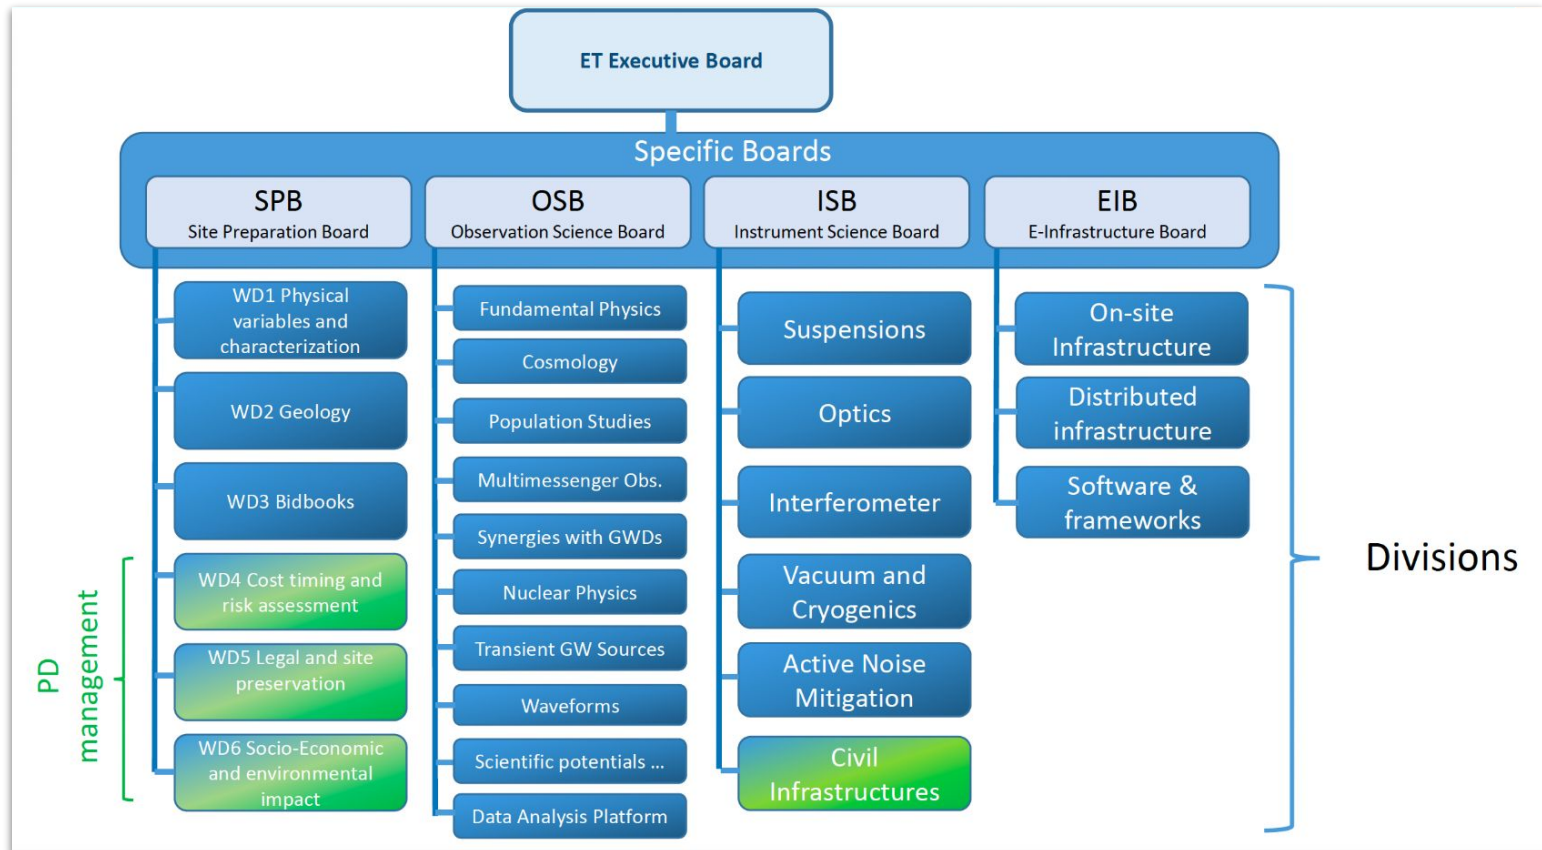 ET Executive Board
Specific Boards
SPB
Site Preparation Board
OSB
Observation Science Board
ISB
Instrument Science Board
EIB
E-Infrastructure Board
WD1 Physical
variables and
characterization
WD2 Geology
WD3 Bidbooks
WD4 Cost timing and
risk assessment
WD5 Legal and site
preservation
WD6 Socio-Economic
and environmental
impact
PD
management
Fundamental Physics
Cosmology
Population Studies
Multimessenger Obs.
Synergies with GWDs
Nuclear Physics
Transient GW Sources
Waveforms
Scientific potentials ...
Data Analysis Platform
Suspensions
Optics
Interferometer
Vacuum and
Cryogenics
Active Noise
Mitigation
Civil
Infrastructures
On-site
Infrastructure
Distributed
infrastructure
Software &
frameworks
Divisions